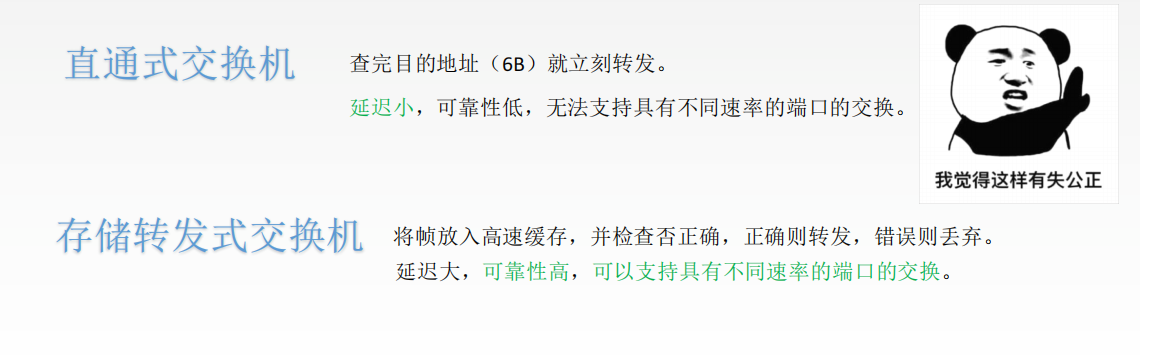 直通式交换机
查完目的地址（6B）就立刻转发。
延迟小，可靠性低，无法支持具有不同速率的端口的交换。
我觉得这样有失公正
存储转发式交换机
将帧放入高速缓存，并检查否正确，正确则转发，错误则丢弃。
延迟大，可靠性高，可以支持具有不同速率的端口的交换。